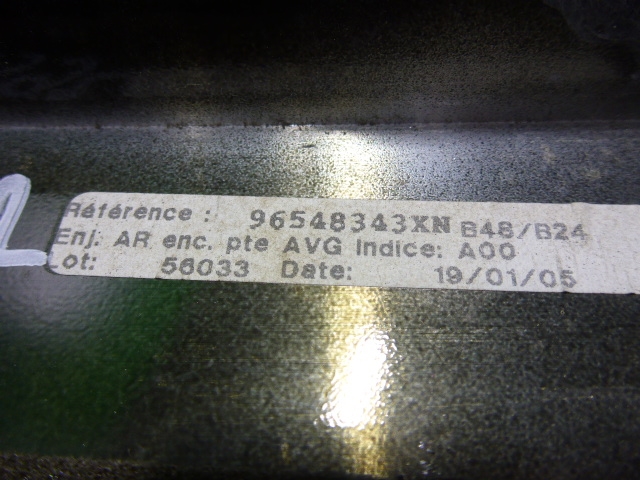 Référence : 96548343XN B48/B24
Enj. AR enc. pte AVG Indice: A00
Lot: 56033 Date: 19/01/05